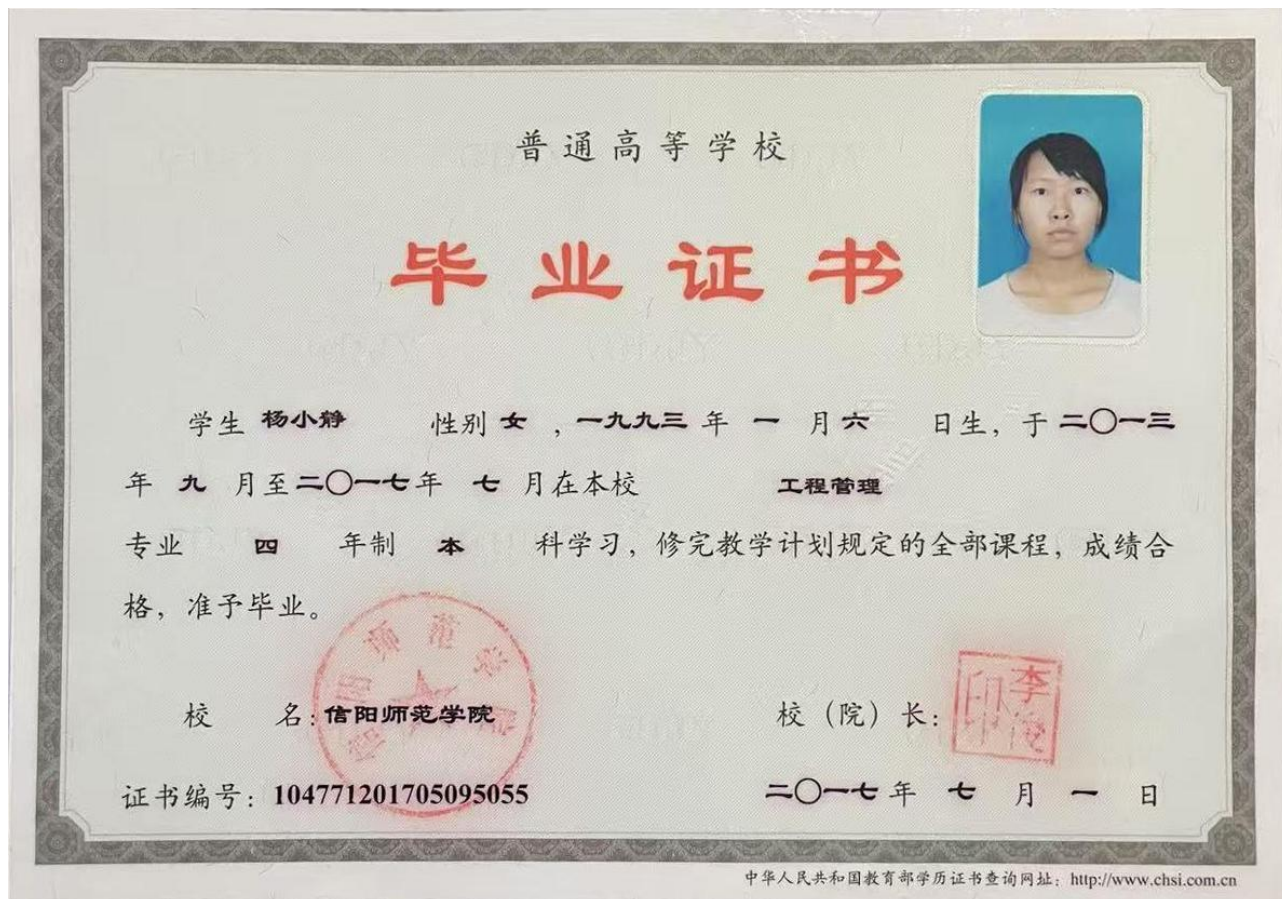 普通高等学校
毕业证书
学生 杨小静 性别 女 ，一九九三 年 一 月 六 日生，于 二〇一三
年 九 月至 二〇一七 年 七 月在本校 工程管理
专业 四 年制 本 科学习，修完教学计划规定的全部课程，成绩合
格，准予毕业。
信阳师范学院
校 名：信阳师范学院 校（院）长：
证书编号：104771201705095055 二〇一七 年 七 月 一 日
中华人民共和国教育部学历证书查询网址：http://www.chsi.com.cn